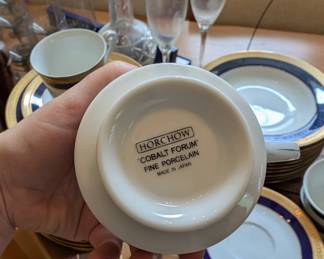 HORCHOW
"COBALT FORUM"
FINE PORCELAIN
MADE IN JAPAN